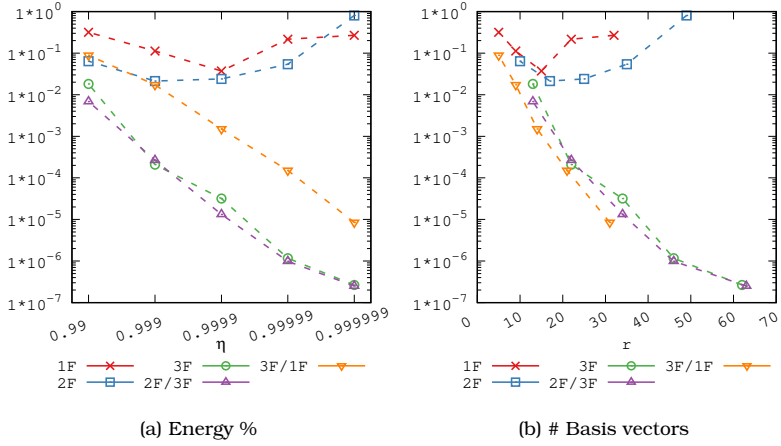 1*10^0
1*10^-1
1*10^-2
1*10^-3
1*10^-4
1*10^-5
1*10^-6
1*10^-7
0.99 0.999 0.9999 0.99999 0.999999
η
1F 3F 3F/1F
2F 2F/3F
(a) Energy %
1*10^0
1*10^-1
1*10^-2
1*10^-3
1*10^-4
1*10^-5
1*10^-6
1*10^-7
0 10 20 30 40 50 60 70
r
1F 3F 3F/1F
2F 2F/3F
(b) # Basis vectors